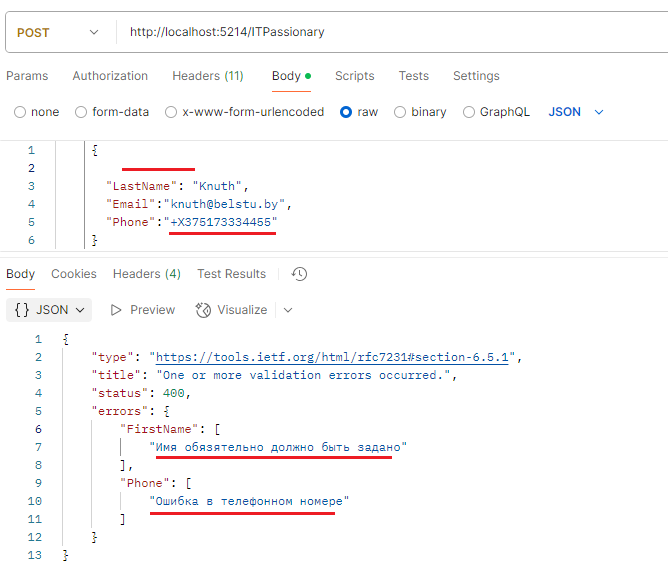 POST http://localhost:5214/ITPassionary
Params Authorization Headers (11) Body Scripts Tests Settings
none form-data x-www-form-urlencoded raw binary GraphQL JSON
1 {
2
3 "LastName": "Knuth",
4 "Email":"knuth@belstu.by",
5 "Phone":"+X375173334455"
6 }
Body Cookies Headers (4) Test Results
{} JSON Preview Visualize
1 {
2 "type": "https://tools.ietf.org/html/rfc7231#section-6.5.1",
3 "title": "One or more validation errors occurred.",
4 "status": 400,
5 "errors": {
6 "FirstName": [
7 "Имя обязятельно должно быть задано"
8 ],
9 "Phone": [
10 "Ошибка в телефонном номере"
11 ]
12 }
13 }